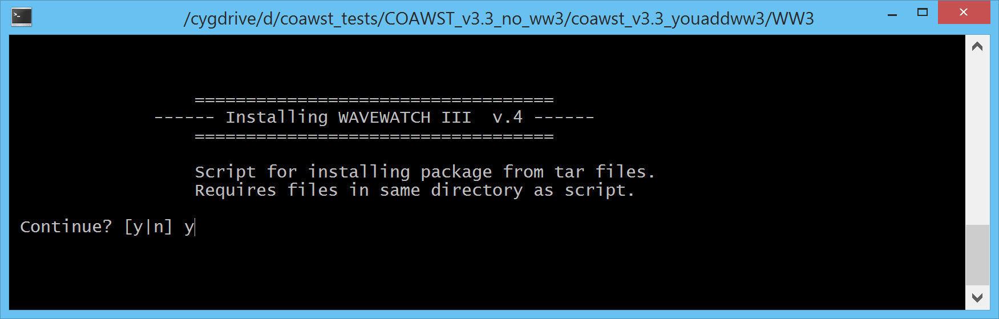 /cygdrive/d/coawst_tests/COAWST_v3.3_no_ww3/coawst_v3.3_youaddww3/WW3
===================================
------ Installing WAVEWATCH III  v.4 ------
===================================
Script for installing package from tar files.
Requires files in same directory as script.
Continue? [y|n] y